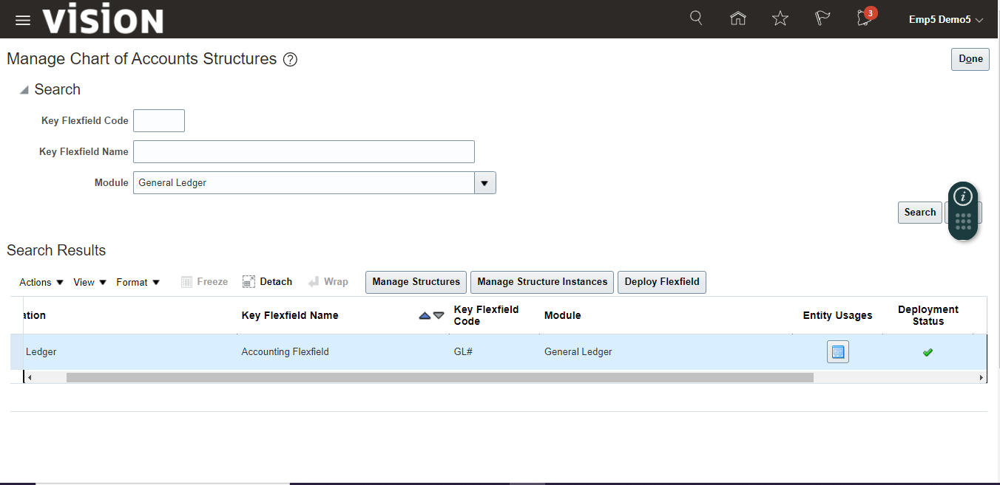 VISION
3
Emp5 Demo5
Manage Chart of Accounts Structures ?
Done
Search
Key Flexfield Code
Key Flexfield Name
Module General Ledger
i
Search
Search Results
Actions View Format Freeze Detach Wrap Manage Structures Manage Structure Instances Deploy Flexfield
ation Key Flexfield Name Key Flexfield Code Module Entity Usages Deployment Status
Ledger Accounting Flexfield GL# General Ledger